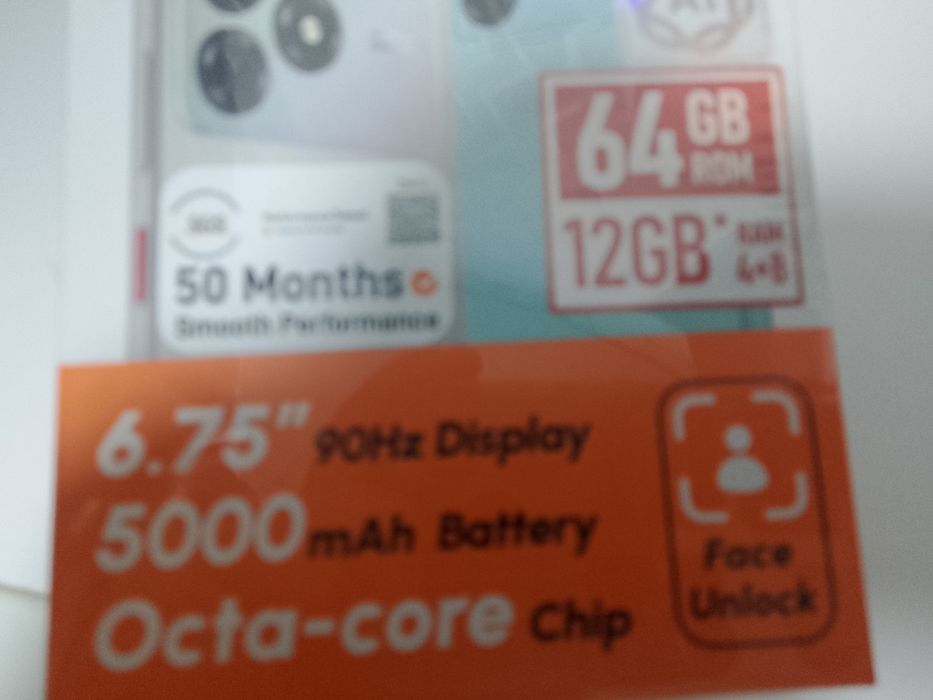 64 GB
ROM
12GB* RAM
4+8
50 Months
Smooth Performance
6.75" 90Hz Display
5000mAh Battery
Octa-core Chip
Face
Unlock